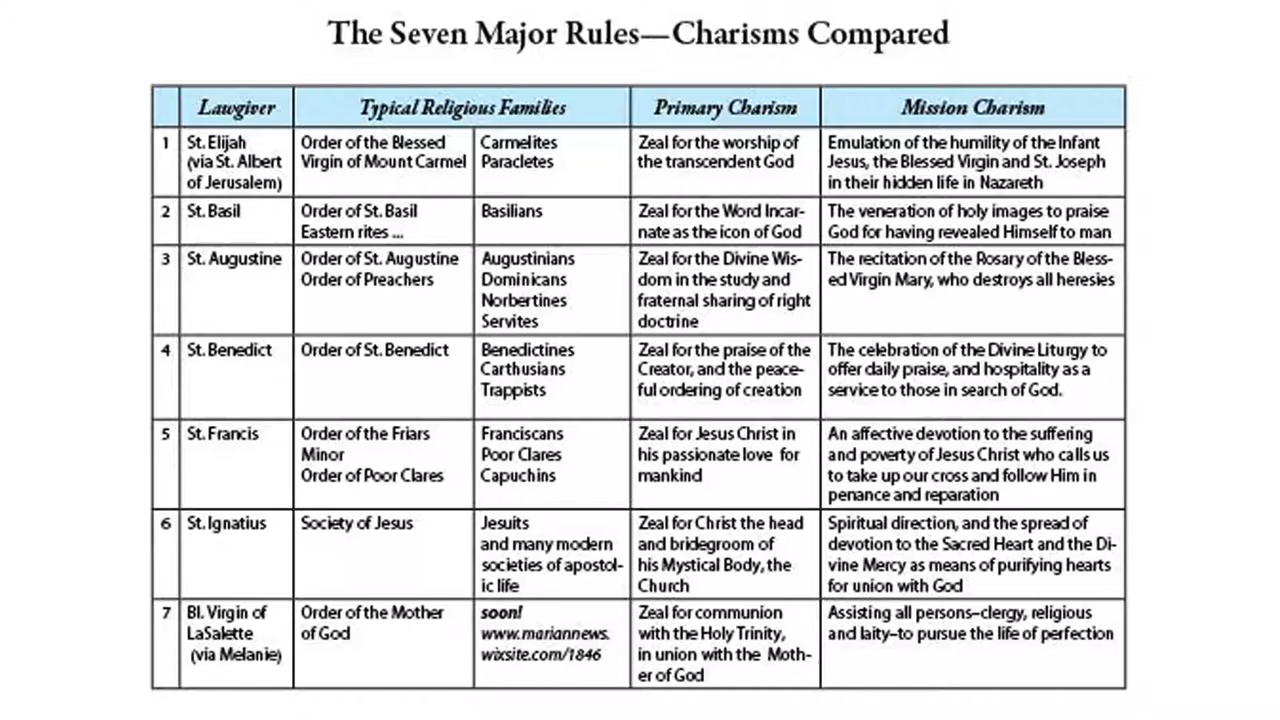 The Seven Major Rules—Charisms Compared
Lawgiver
Typical Religious Families
Primary Charism
Mission Charism
1
St. Elijah
(via St. Albert
of Jerusalem)
Order of the Blessed
Virgin of Mount Carmel
Carmelites
Paracletes
Zeal for the worship of
the transcendent God
Emulation of the humility of the Infant
Jesus, the Blessed Virgin and St. Joseph
in their hidden life in Nazareth
2
St. Basil
Order of St. Basil
Eastern rites ...
Basilians
Zeal for the Word Incar-
nate as the icon of God
The veneration of holy images to praise
God for having revealed Himself to man
3
St. Augustine
Order of St. Augustine
Order of Preachers
Augustinians
Dominicans
Norbertines
Servites
Zeal for the Divine Wis-
dom in the study and
fraternal sharing of right
doctrine
The recitation of the Rosary of the Bless-
ed Virgin Mary, who destroys all heresies
4
St. Benedict
Order of St. Benedict
Benedictines
Carthusians
Trappists
Zeal for the praise of the
Creator, and the peace-
ful ordering of creation
The celebration of the Divine Liturgy to
offer daily praise, and hospitality as a
service to those in search of God.
5
St. Francis
Order of the Friars
Minor
Order of Poor Clares
Franciscans
Poor Clares
Capuchins
Zeal for Jesus Christ in
his passionate love for
mankind
An affective devotion to the suffering
and poverty of Jesus Christ who calls us
to take up our cross and follow Him in
penance and reparation
6
St. Ignatius
Society of Jesus
Jesuits
and many modern
societies of apostol-
ic life
Zeal for Christ the head
and bridegroom of
his Mystical Body, the
Church
Spiritual direction, and the spread of
devotion to the Sacred Heart and the Di-
vine Mercy as means of purifying hearts
for union with God
7
Bl. Virgin of
LaSalette
(via Melanie)
Order of the Mother
of God
soon!
www.mariannews.
wixsite.com/1846
Zeal for communion
with the Holy Trinity,
in union with the Moth-
er of God
Assisting all persons–clergy, religious
and laity–to pursue the life of perfection